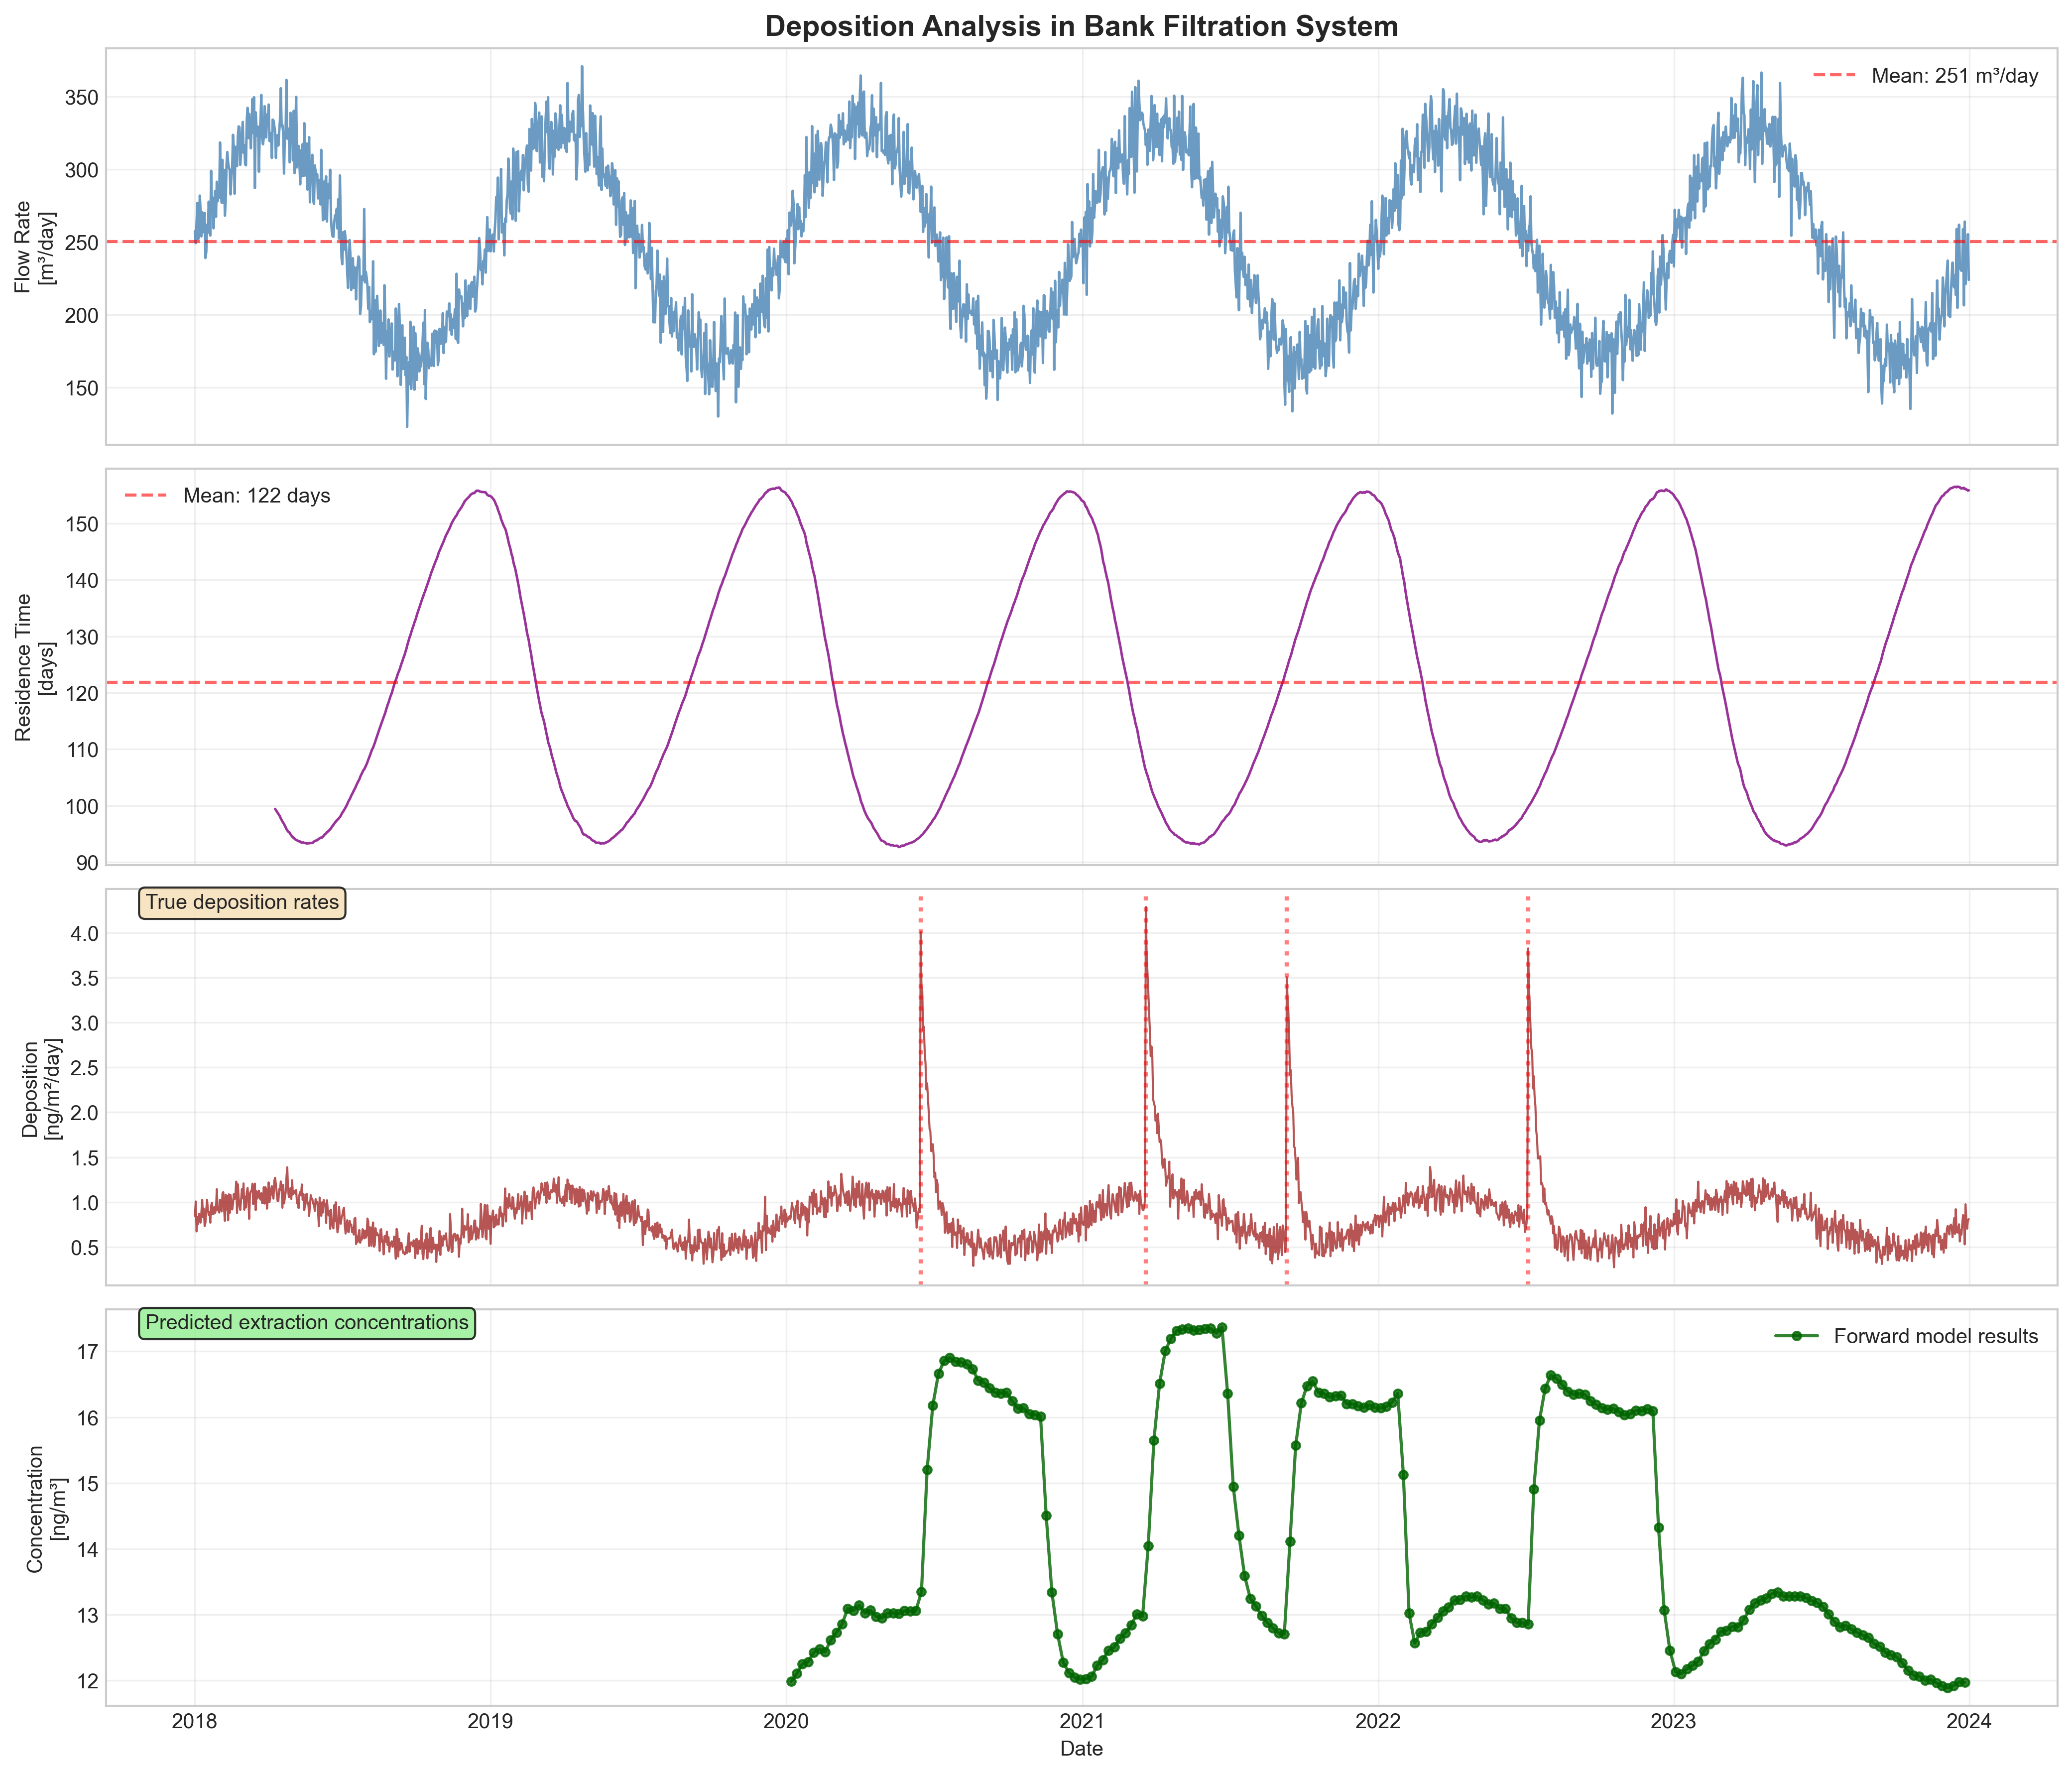 Deposition Analysis in Bank Filtration System
Flow Rate
[m³/day]
350
300
250
200
150
Mean: 251 m³/day
Residence Time
[days]
150
140
130
120
110
100
90
Mean: 122 days
Deposition
[ng/m²/day]
4.0
3.5
3.0
2.5
2.0
1.5
1.0
0.5
True deposition rates
Concentration
[ng/m³]
17
16
15
14
13
12
Predicted extraction concentrations
Forward model results
2018 2019 2020 2021 2022 2023 2024
Date